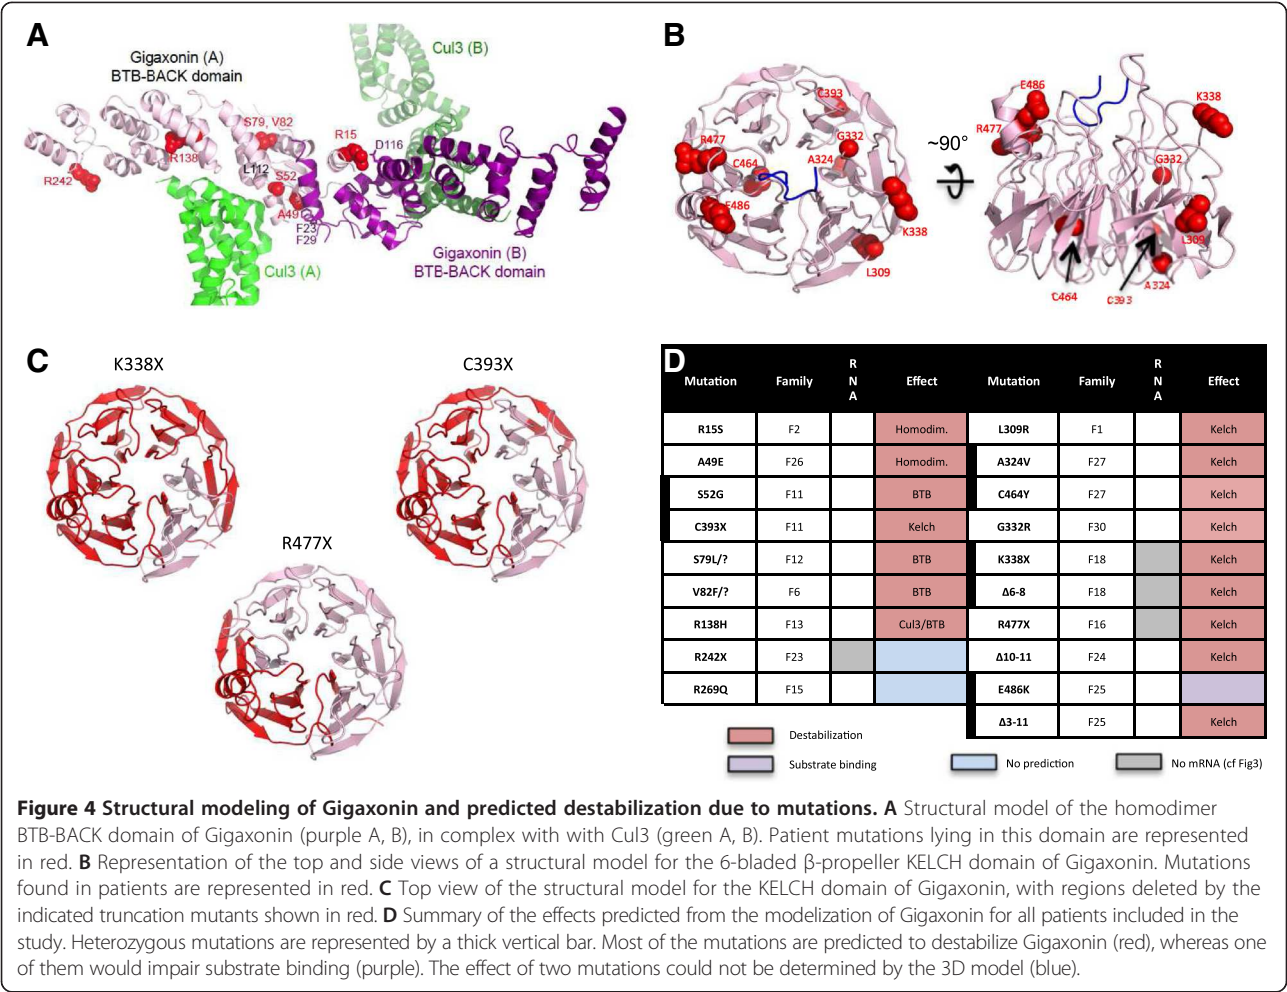 A
Gigaxonin (A)
BTB-BACK domain
Cul3 (B)
S79, V82
R15
D116
R138
L112
R242
S52
A49
F23
F29
Cul3 (A)
Gigaxonin (B)
BTB-BACK domain
B
C393
R477
G332
C464
A324
E486
K338
L309
~90°
E486
K338
R477
G332
L309
A324
C464
C393
C
K338X
C393X
R477X
D
Mutation Family RNA Effect Mutation Family RNA Effect
R15S F2 Homodim. L309R F1 Kelch
A49E F26 Homodim. A324V F27 Kelch
S52G F11 BTB C464Y F27 Kelch
C393X F11 Kelch G332R F30 Kelch
S79L/? F12 BTB K338X F18 Kelch
V82F/? F6 BTB Δ6-8 F18 Kelch
R138H F13 Cul3/BTB R477X F16 Kelch
R242X F23 Δ10-11 F24 Kelch
R269Q F15 E486K F25
Δ3-11 F25 Kelch
Destabilization
Substrate binding No prediction No mRNA (cf Fig3)
Figure 4 Structural modeling of Gigaxonin and predicted destabilization due to mutations. A Structural model of the homodimer
BTB-BACK domain of Gigaxonin (purple A, B), in complex with with Cul3 (green A, B). Patient mutations lying in this domain are represented
in red. B Representation of the top and side views of a structural model for the 6-bladed β-propeller KELCH domain of Gigaxonin. Mutations
found in patients are represented in red. C Top view of the structural model for the KELCH domain of Gigaxonin, with regions deleted by the
indicated truncation mutants shown in red. D Summary of the effects predicted from the modelization of Gigaxonin for all patients included in the
study. Heterozygous mutations are represented by a thick vertical bar. Most of the mutations are predicted to destabilize Gigaxonin (red), whereas one
of them would impair substrate binding (purple). The effect of two mutations could not be determined by the 3D model (blue).